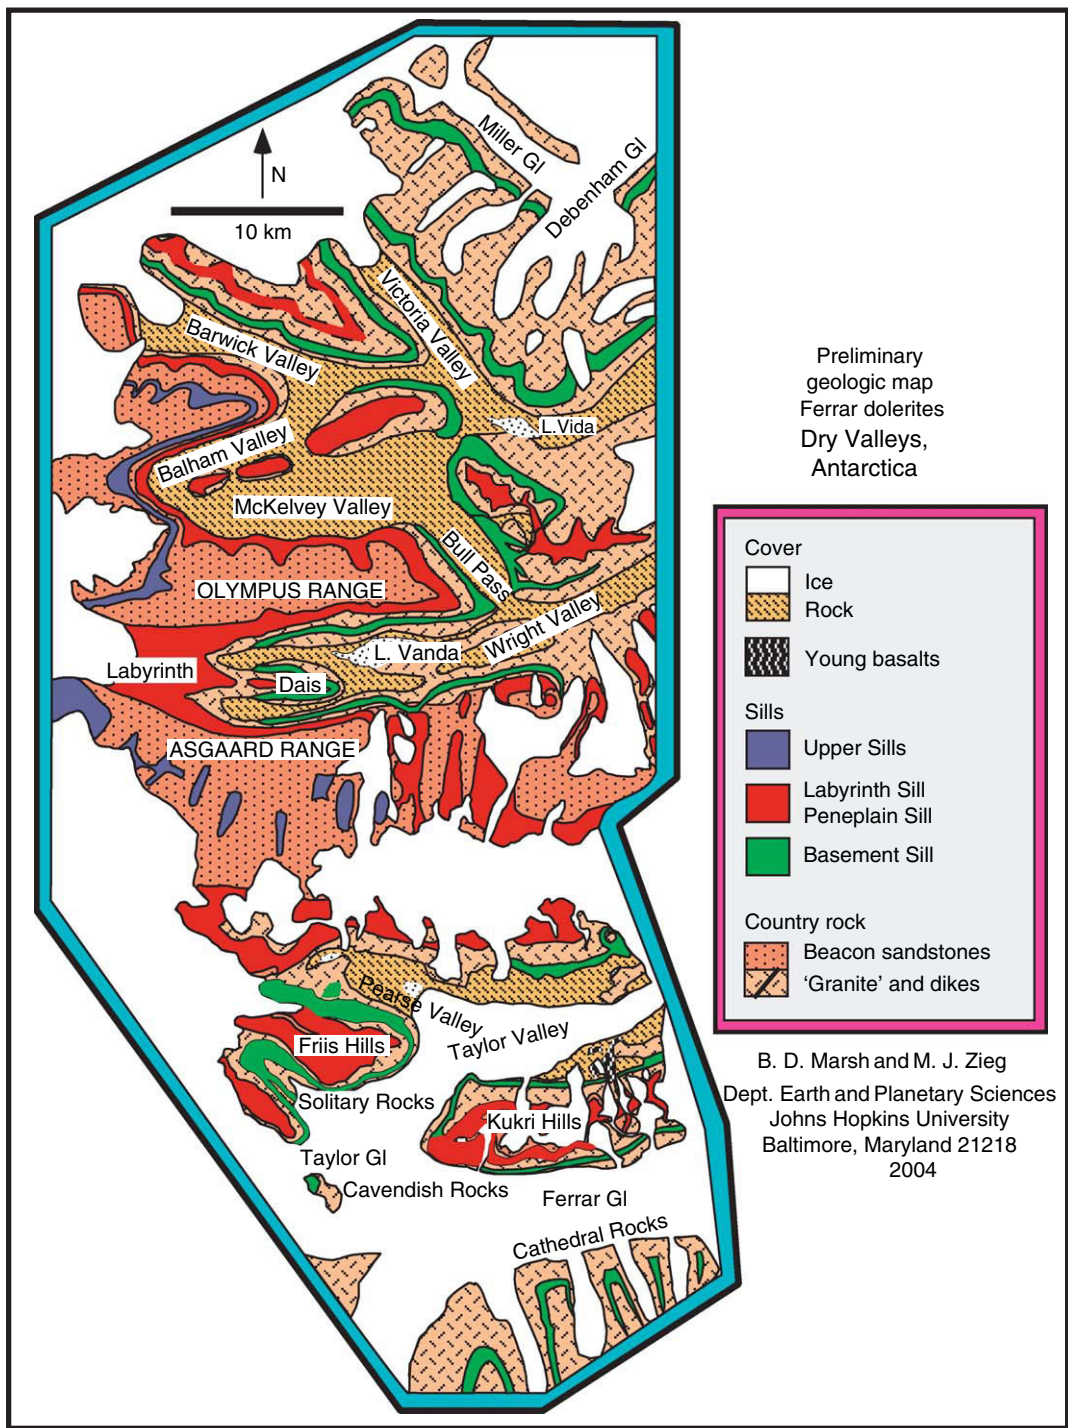 Miller Gl
Debenham Gl
N
10 km
Victoria Valley
Barwick Valley
L.Vida
Balham Valley
McKelvey Valley
Bull Pass
OLYMPUS RANGE
Wright Valley
L. Vanda
Labyrinth
Dais
ASGAARD RANGE
Pearse Valley
Taylor Valley
Friis Hills
Solitary Rocks
Kukri Hills
Taylor Gl
Cavendish Rocks
Ferrar Gl
Cathedral Rocks
Preliminary
geologic map
Ferrar dolerites
Dry Valleys,
Antarctica
Cover
Ice
Rock
Young basalts
Sills
Upper Sills
Labyrinth Sill
Peneplain Sill
Basement Sill
Country rock
Beacon sandstones
‘Granite’ and dikes
B. D. Marsh and M. J. Zieg
Dept. Earth and Planetary Sciences
Johns Hopkins University
Baltimore, Maryland 21218
2004